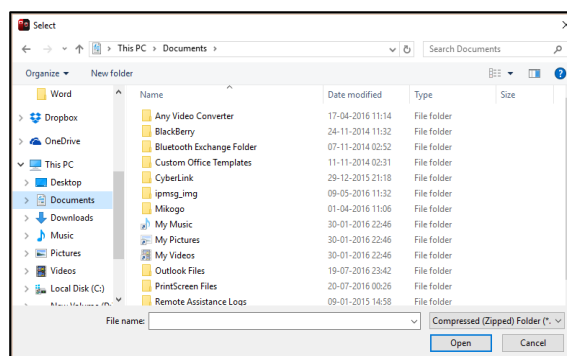 Select
This PC > Documents >
Search Documents
Organize
New folder
Word
Dropbox
OneDrive
This PC
Desktop
Documents
Downloads
Music
Pictures
Videos
Local Disk (C:)
Name Date modified Type Size
Any Video Converter 17-04-2016 11:14 File folder
BlackBerry 24-11-2014 11:32 File folder
Bluetooth Exchange Folder 07-11-2014 02:52 File folder
Custom Office Templates 11-11-2014 02:31 File folder
CyberLink 29-12-2015 21:18 File folder
ipmsg_img 09-05-2016 11:32 File folder
Mikogo 01-04-2016 11:06 File folder
My Music 30-01-2016 22:46 File folder
My Pictures 30-01-2016 22:46 File folder
My Videos 30-01-2016 22:46 File folder
Outlook Files 19-07-2016 23:42 File folder
PrintScreen Files 20-07-2016 00:26 File folder
Remote Assistance Logs 09-01-2015 14:58 File folder
File name:
Compressed (Zipped) Folder (*.
Open
Cancel